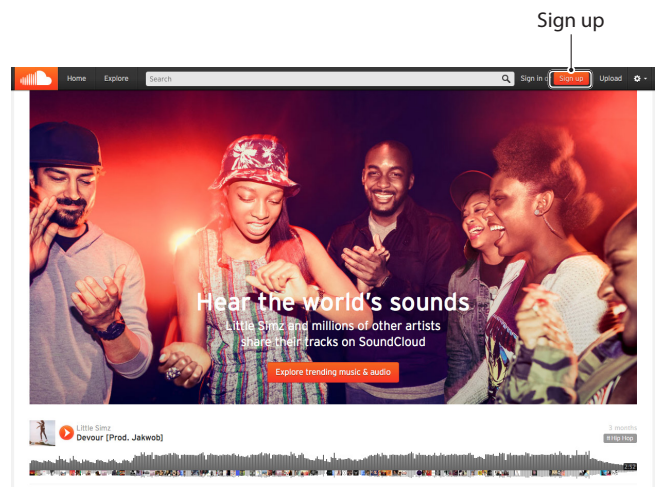 Sign up
Home Explore Search Sign in o Sign up Upload
Hear the world's sounds
Little Simz and millions of other artists
share their tracks on SoundCloud
Explore trending music & audio
Little Simz 3 months
Devour [Prod. Jakwob] #Hip Hop
2:52